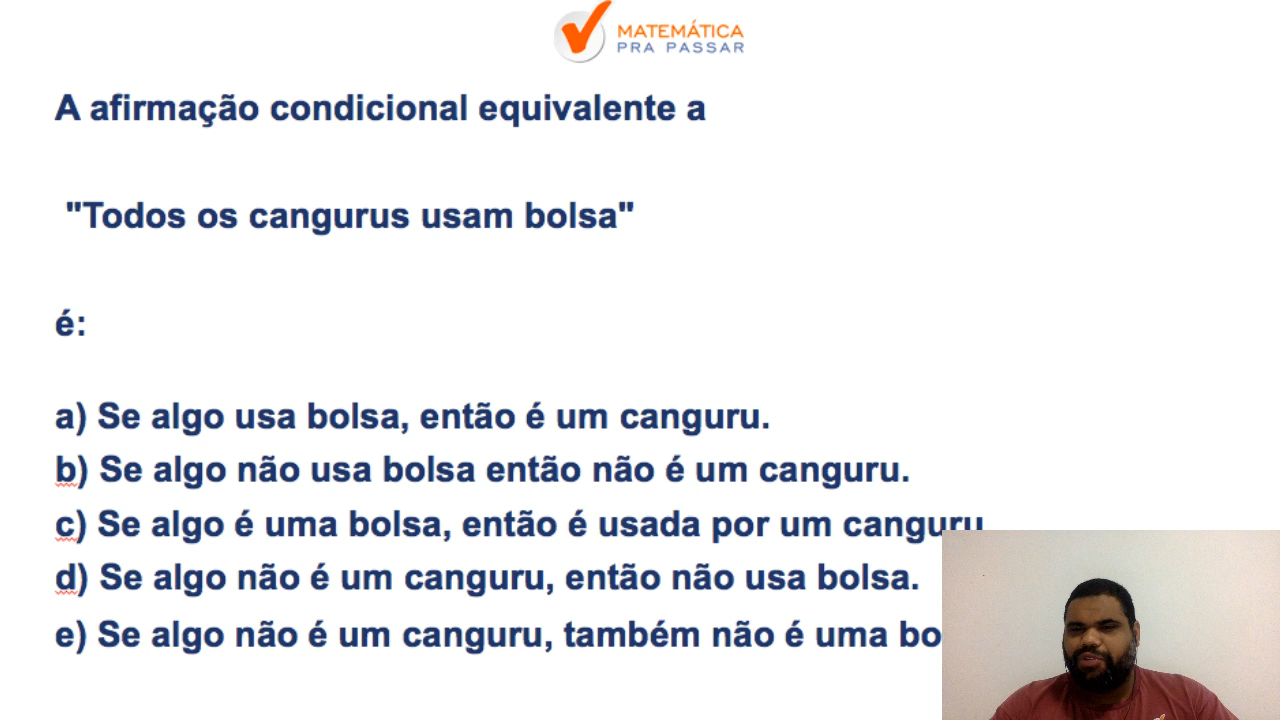 MATEMÁTICA
PRA PASSAR
A afirmação condicional equivalente a
"Todos os cangurus usam bolsa"
é:
a) Se algo usa bolsa, então é um canguru.
b) Se algo não usa bolsa então não é um canguru.
c) Se algo é uma bolsa, então é usada por um canguru
d) Se algo não é um canguru, então não usa bolsa.
e) Se algo não é um canguru, também não é uma